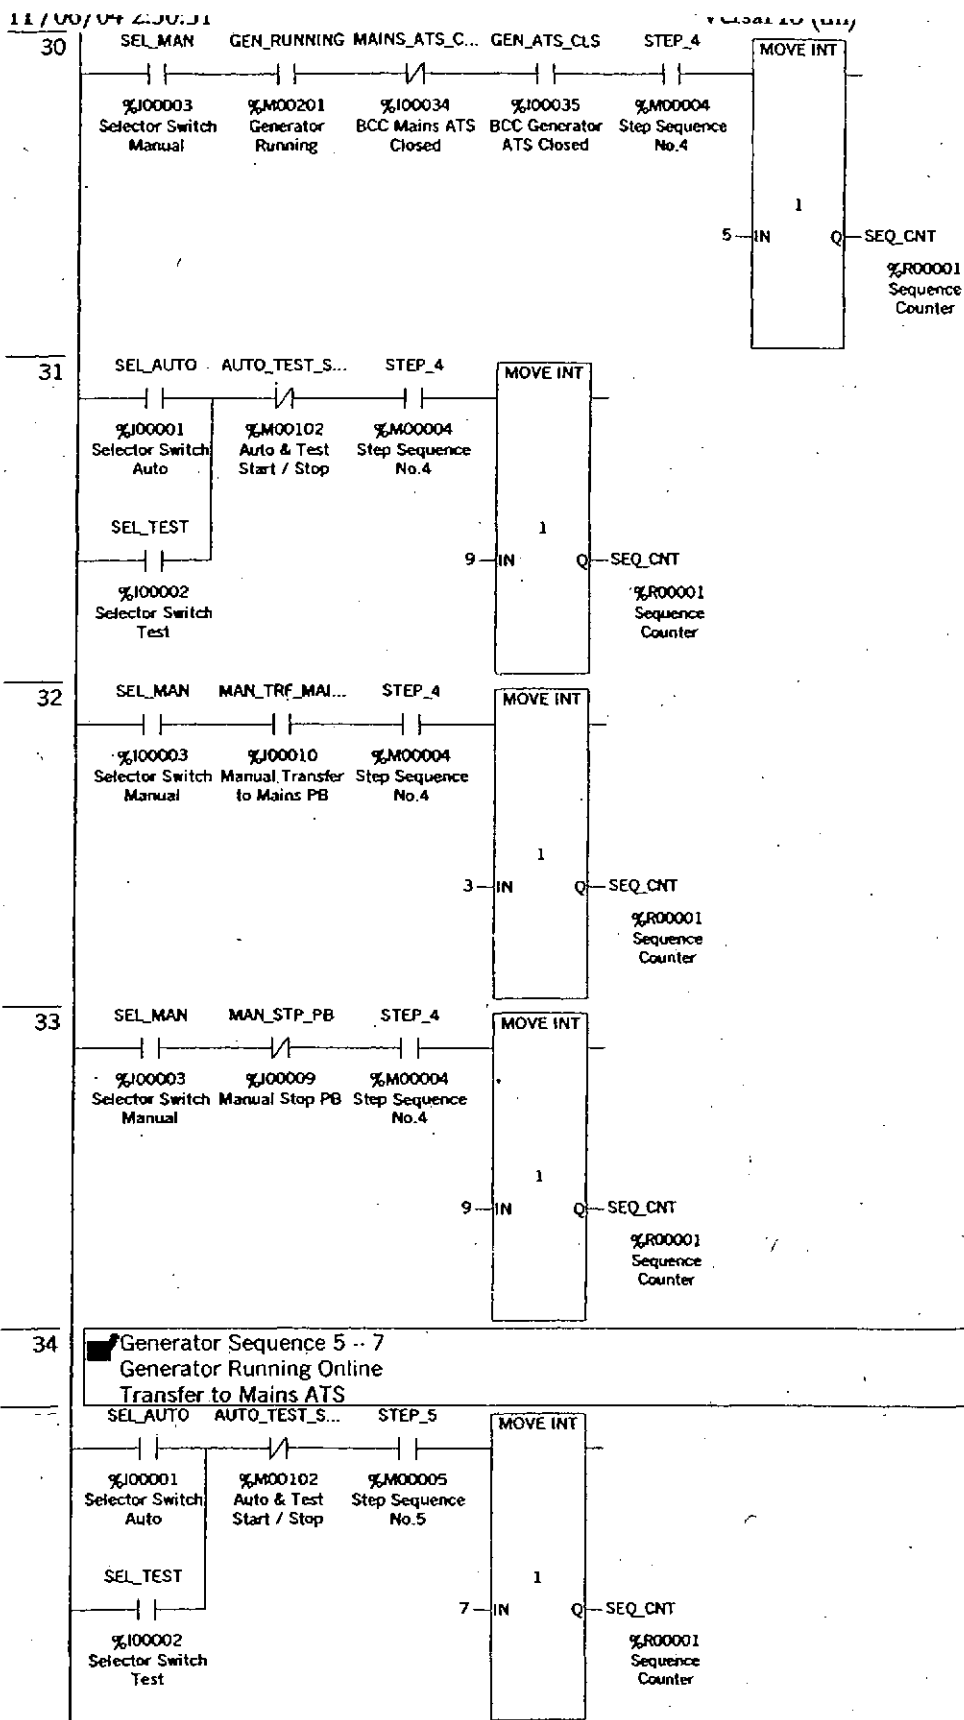 30
SEL_MAN GEN_RUNNING MAINS_ATS_C... GEN_ATS_CLS STEP_4
MOVE INT
%I00003 %M00201 %I00034 %I00035 %M00004
Selector Switch Generator BCC Mains ATS BCC Generator Step Sequence
Manual Running Closed ATS Closed No.4
1
5 IN Q SEQ_CNT
%R00001
Sequence
Counter
31
SEL_AUTO AUTO_TEST_S... STEP_4
MOVE INT
%I00001 %M00102 %M00004
Selector Switch Auto & Test Step Sequence
Auto Start / Stop No.4
SEL_TEST
1
9 IN Q SEQ_CNT
%I00002 %R00001
Selector Switch Sequence
Test Counter
32
SEL_MAN MAN_TRF_MAI... STEP_4
MOVE INT
%I00003 %I00010 %M00004
Selector Switch Manual Transfer Step Sequence
Manual to Mains PB No.4
1
3 IN Q SEQ_CNT
%R00001
Sequence
Counter
33
SEL_MAN MAN_STP_PB STEP_4
MOVE INT
%I00003 %I00009 %M00004
Selector Switch Manual Stop PB Step Sequence
Manual No.4
1
9 IN Q SEQ_CNT
%R00001
Sequence
Counter
34
Generator Sequence 5 -- 7
Generator Running Online
Transfer to Mains ATS
SEL_AUTO AUTO_TEST_S... STEP_5
MOVE INT
%I00001 %M00102 %M00005
Selector Switch Auto & Test Step Sequence
Auto Start / Stop No.5
SEL_TEST
1
7 IN Q SEQ_CNT
%I00002 %R00001
Selector Switch Sequence
Test Counter